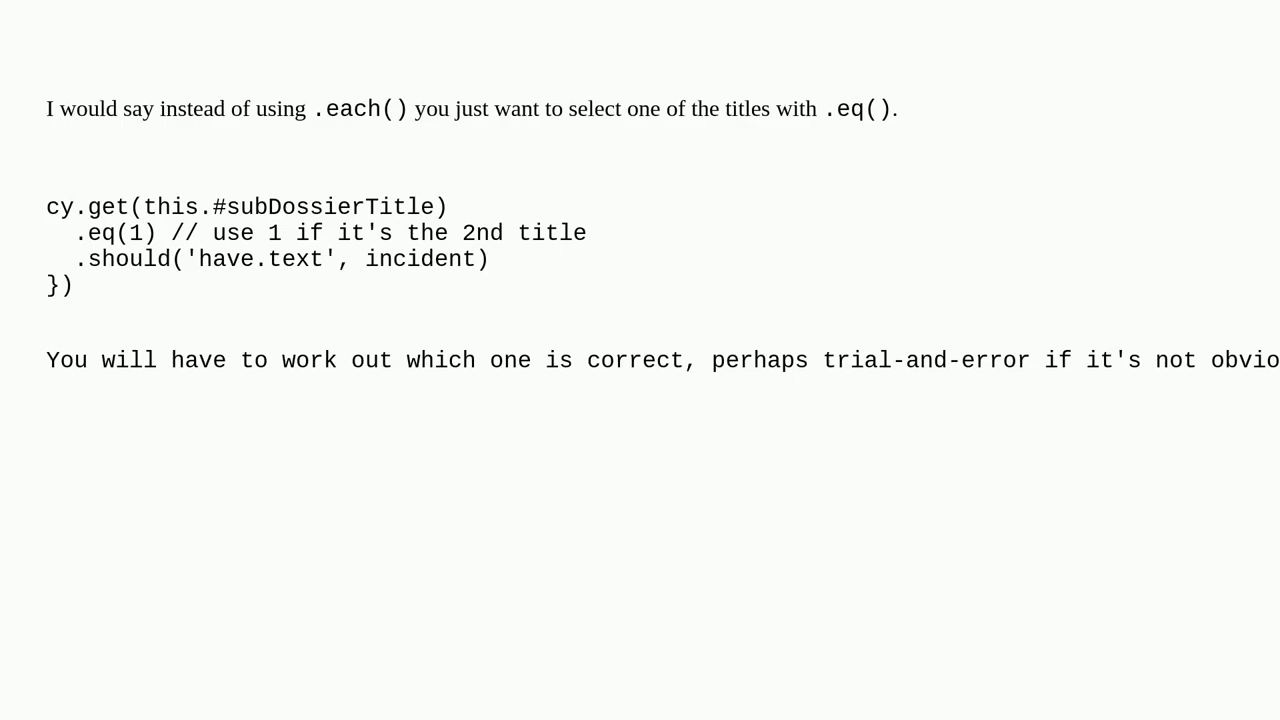 I would say instead of using .each() you just want to select one of the titles with .eq().
cy.get(this.#subDossierTitle)
  .eq(1) // use 1 if it's the 2nd title
  .should('have.text', incident)
})
You will have to work out which one is correct, perhaps trial-and-error if it's not